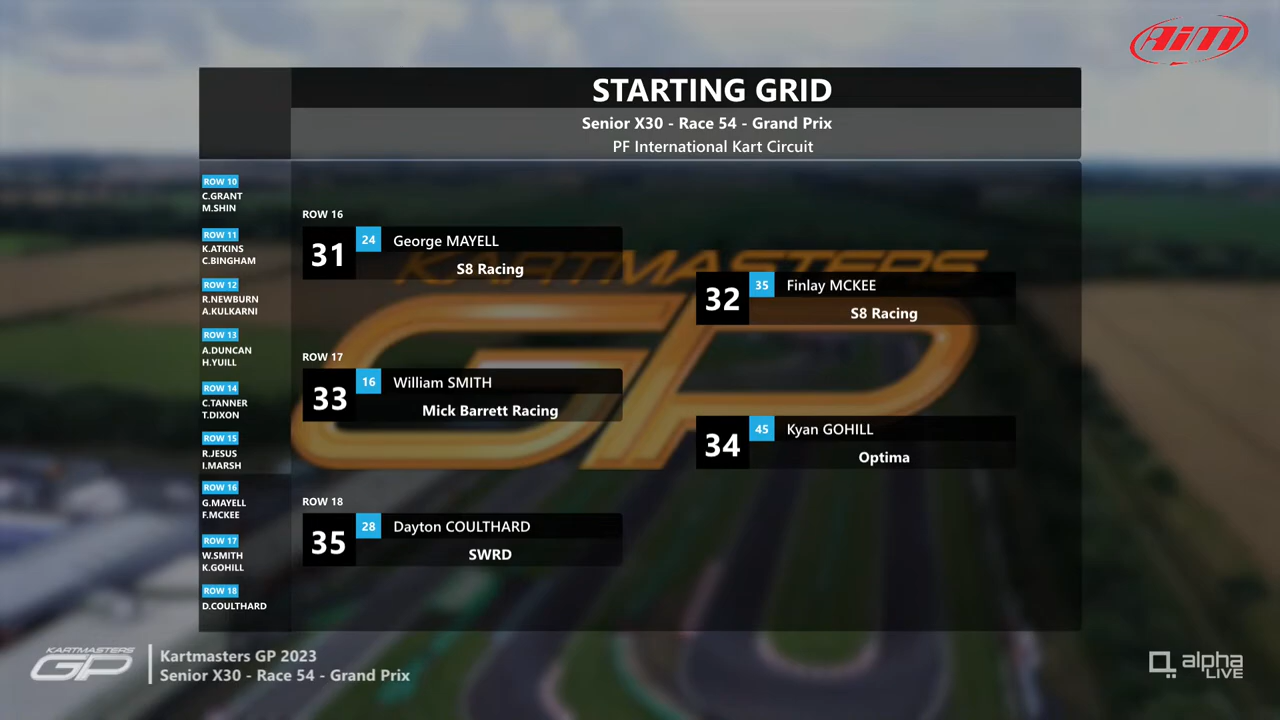 AiM
STARTING GRID
Senior X30 - Race 54 - Grand Prix
PF International Kart Circuit
ROW 10
C.GRANT
M.SHIN
ROW 11
K.ATKINS
C.BINGHAM
ROW 12
R.NEWBURN
A.KULKARNI
ROW 13
A.DUNCAN
H.YUILL
ROW 14
C.TANNER
T.DIXON
ROW 15
R.JESUS
I.MARSH
ROW 16
G.MAYELL
F.MCKEE
ROW 17
W.SMITH
K.GOHILL
ROW 18
D.COULTHARD
ROW 16
31 24 George MAYELL
S8 Racing
32 35 Finlay MCKEE
S8 Racing
ROW 17
33 16 William SMITH
Mick Barrett Racing
34 45 Kyan GOHILL
Optima
ROW 18
35 28 Dayton COULTHARD
SWRD
KARTMASTERS
GP
KARTMASTERS
GP
Kartmasters GP 2023
Senior X30 - Race 54 - Grand Prix
alpha
LIVE